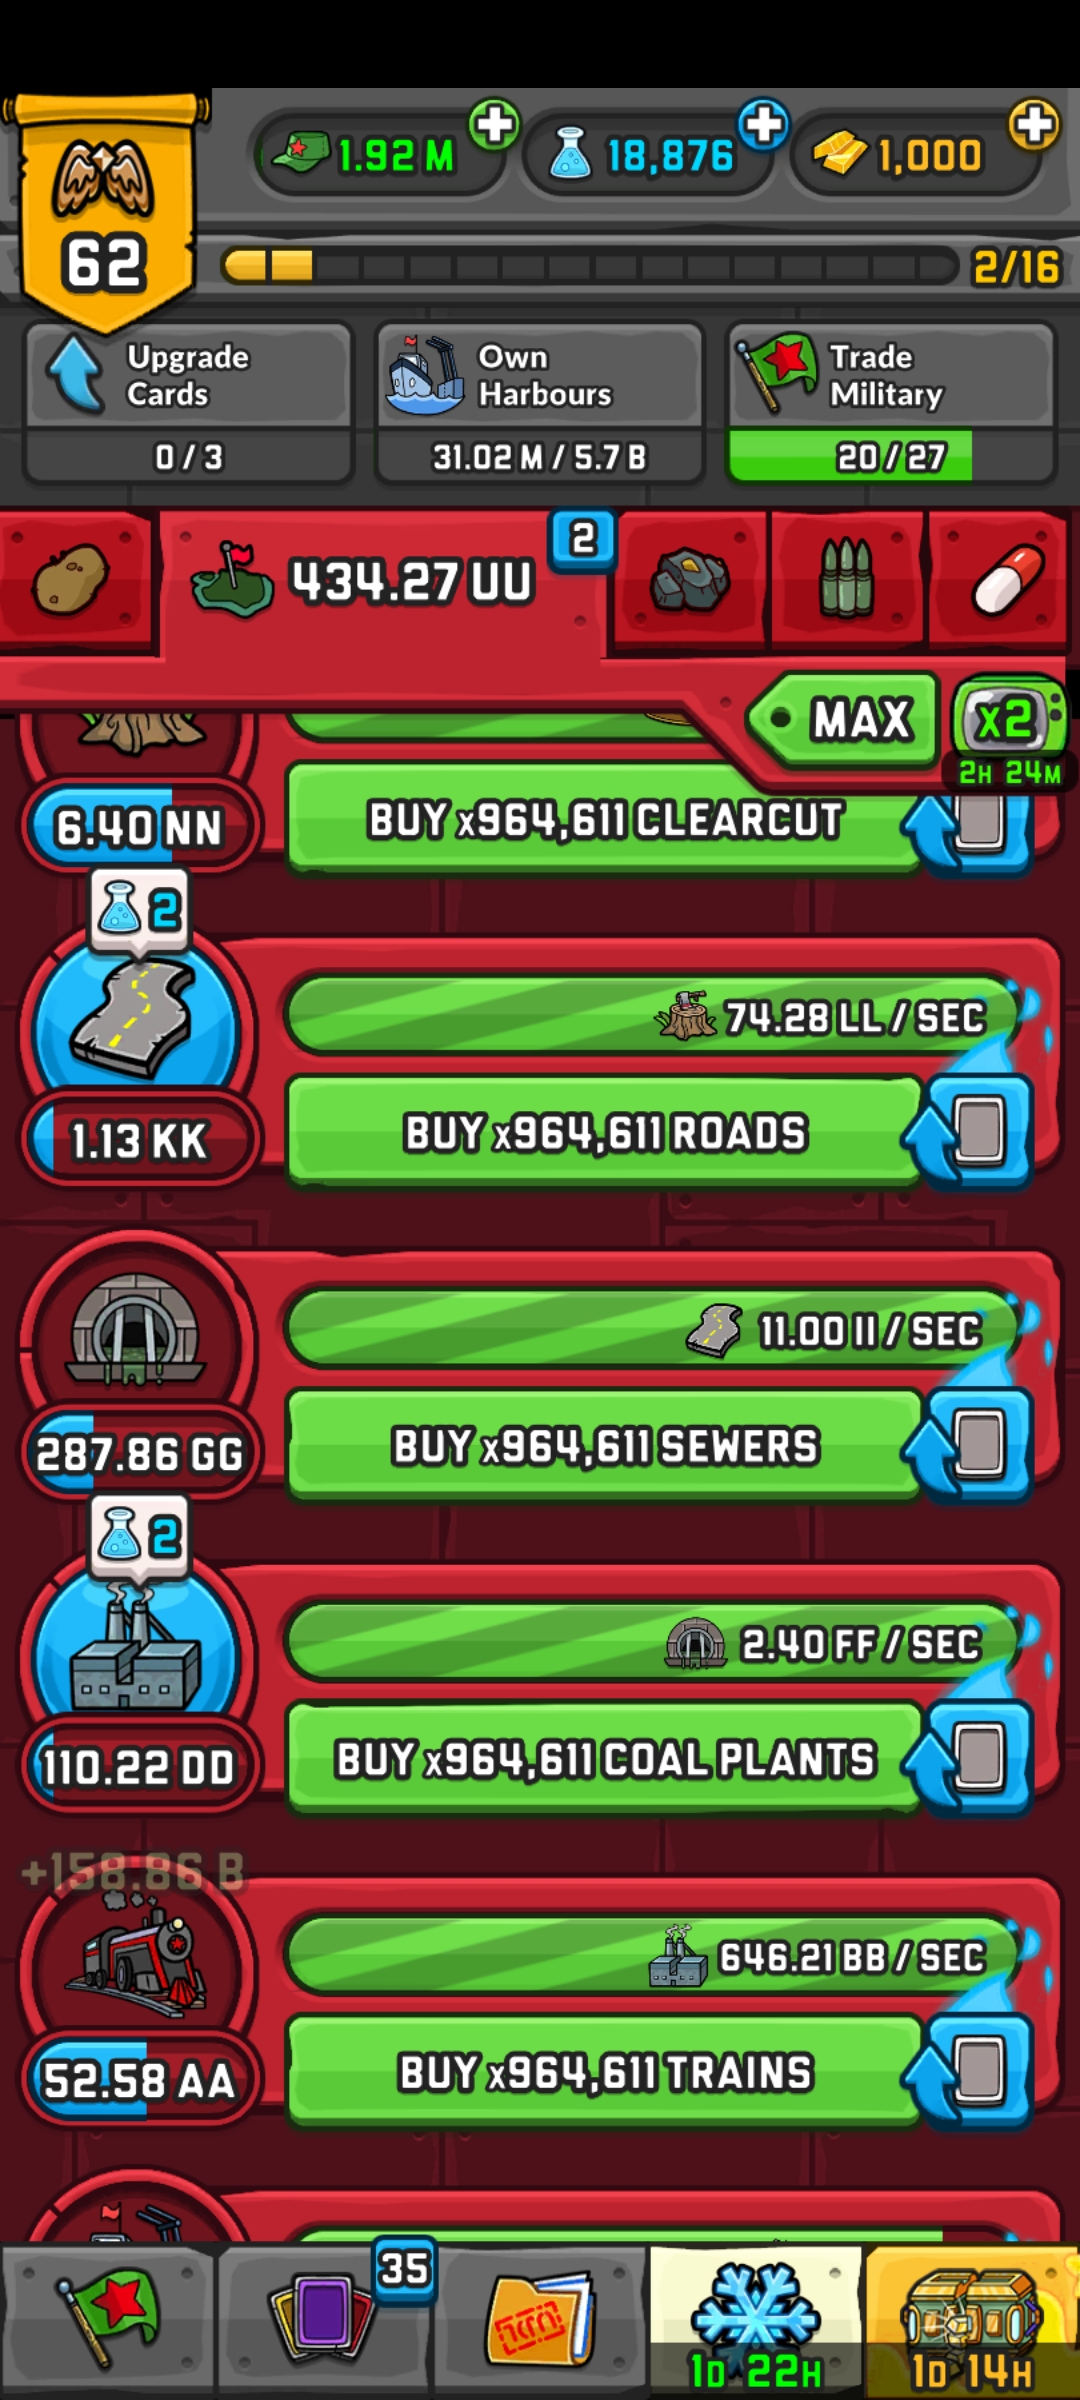 1.92 M
18,876
1,000
62
2/16
Upgrade
Cards
0 / 3
Own
Harbours
31.02 M / 5.7 B
Trade
Military
20 / 27
434.27 UU
2
MAX
x2
2H 24M
6.40 NN
BUY x964,611 CLEARCUT
2
74.28 LL / SEC
1.13 KK
BUY x964,611 ROADS
11.00 II / SEC
287.86 GG
BUY x964,611 SEWERS
2
2.40 FF / SEC
110.22 DD
BUY x964,611 COAL PLANTS
+158.86 B
646.21 BB / SEC
52.58 AA
BUY x964,611 TRAINS
35
1D 22H
1D 14H